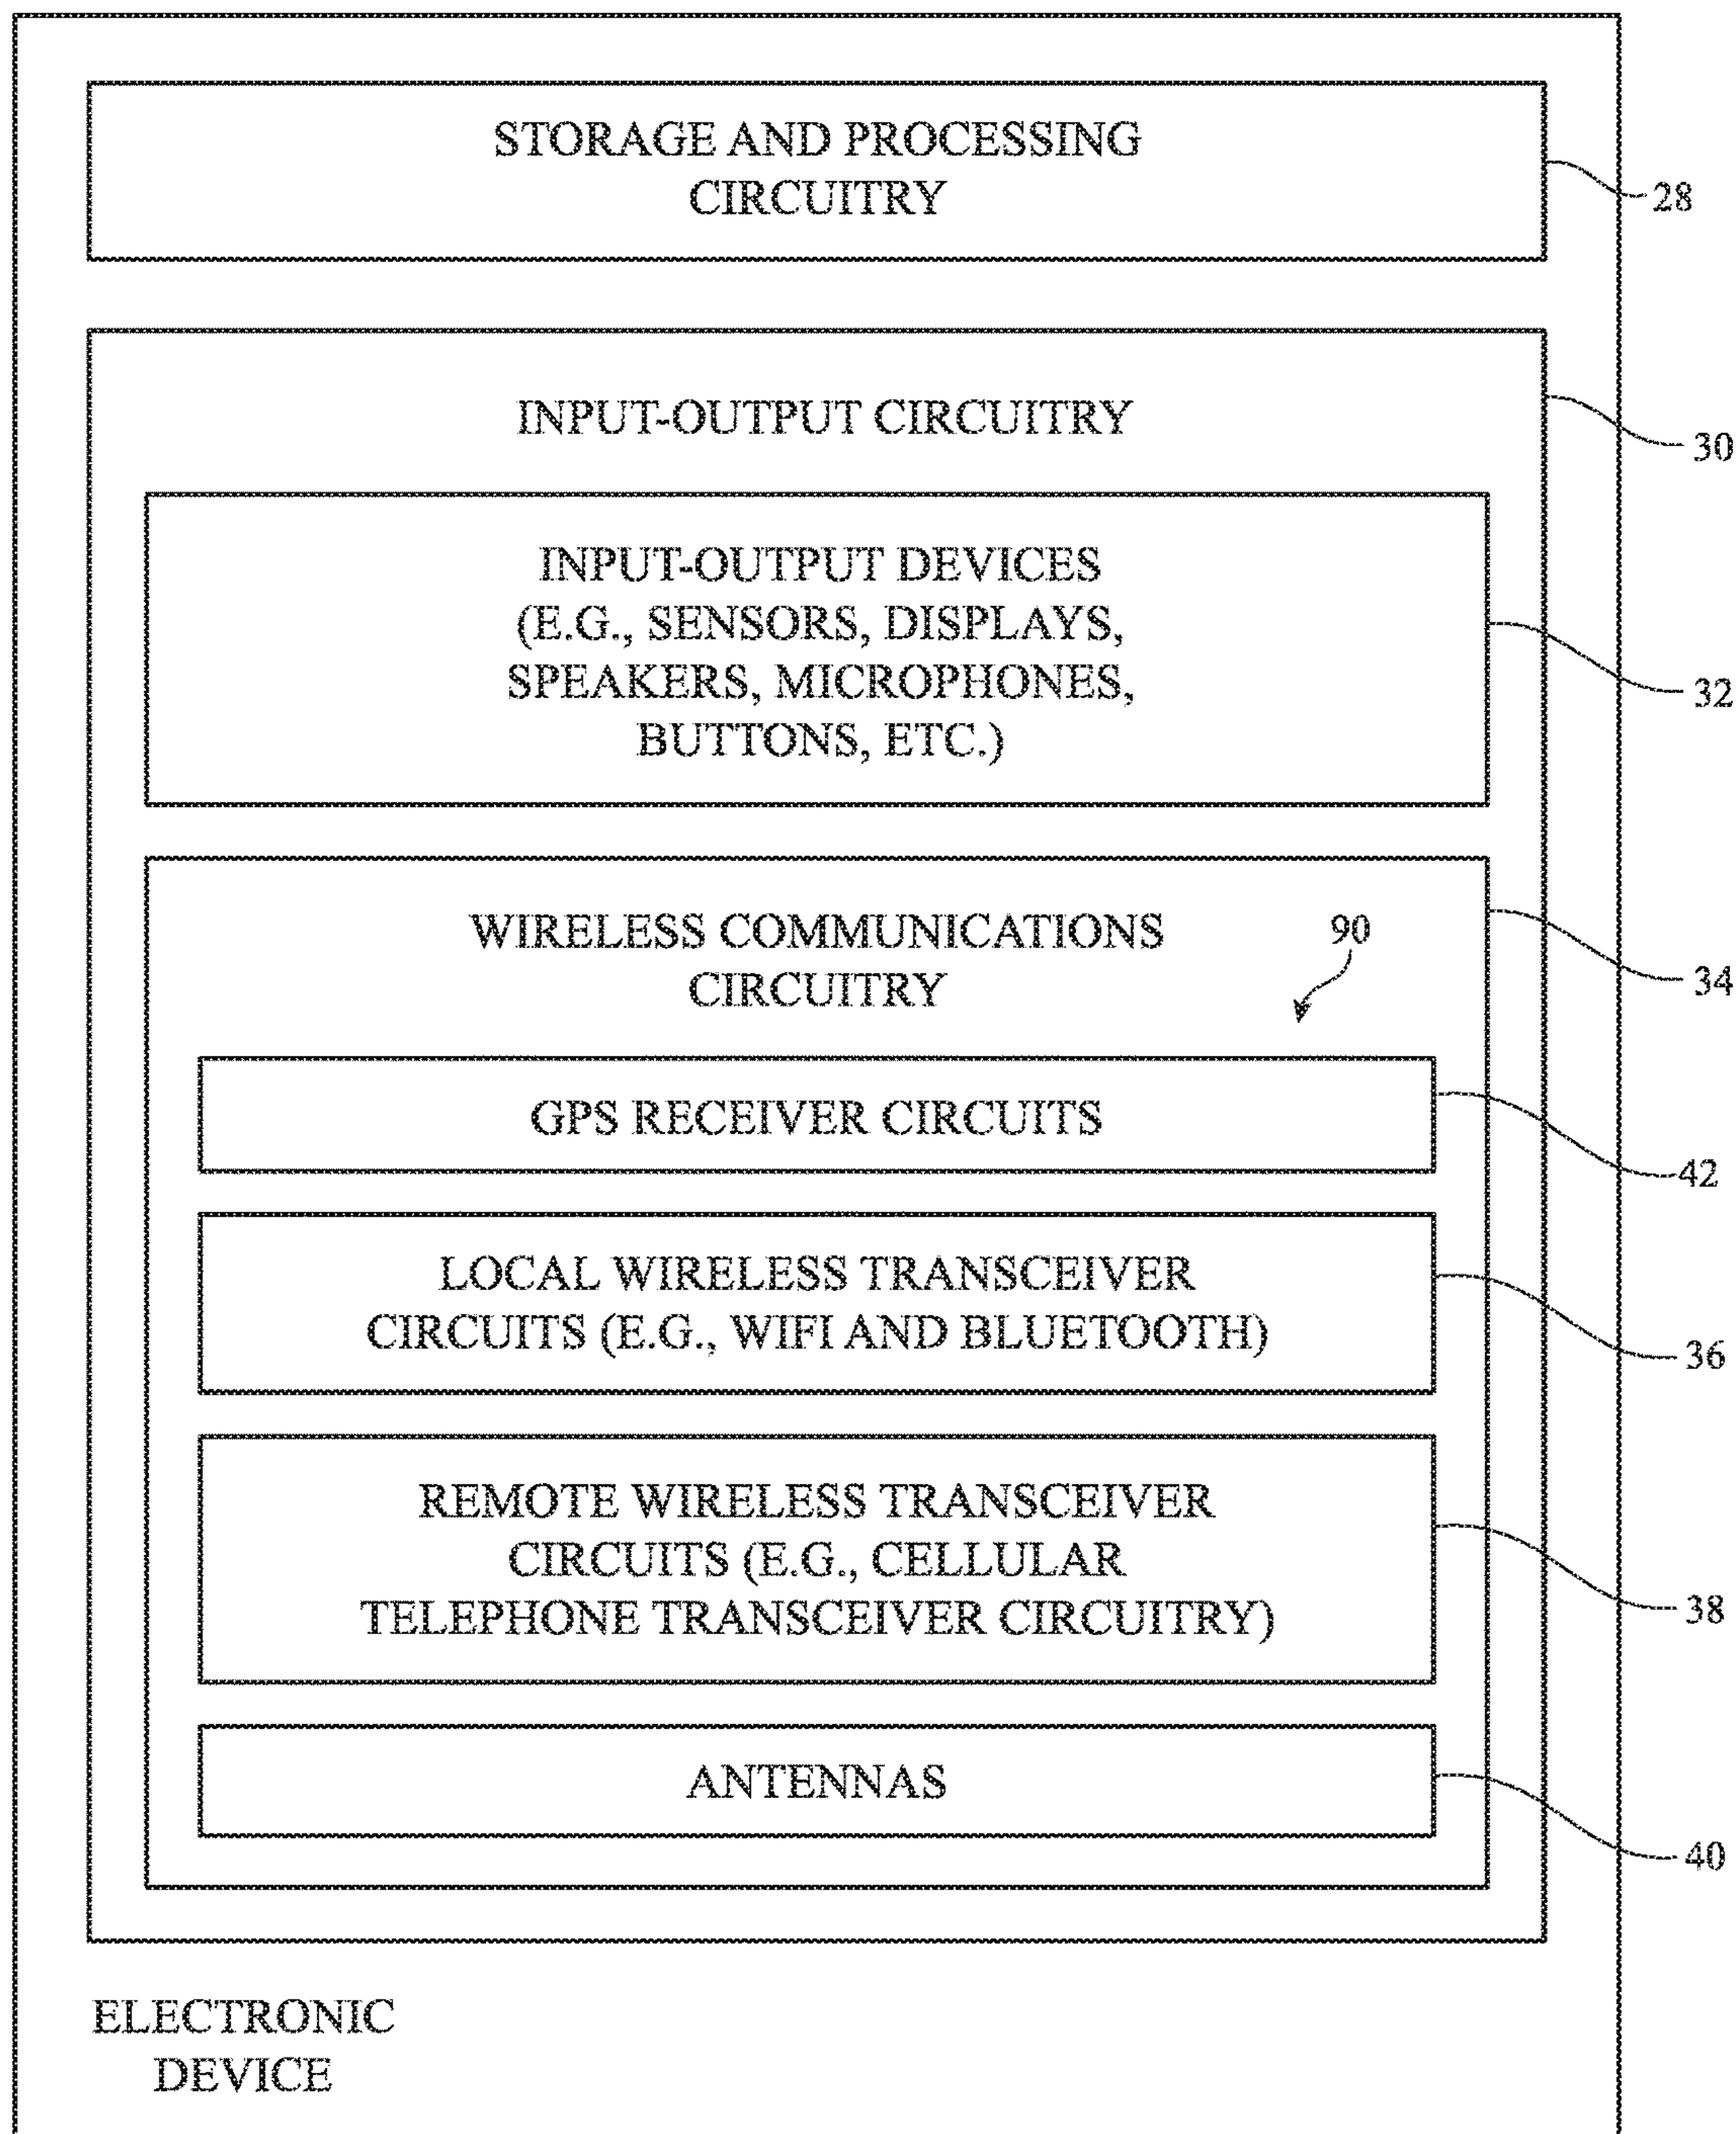 STORAGE AND PROCESSING
CIRCUITRY
28
INPUT-OUTPUT CIRCUITRY
30
INPUT-OUTPUT DEVICES
(E.G., SENSORS, DISPLAYS,
SPEAKERS, MICROPHONES,
BUTTONS, ETC.)
32
WIRELESS COMMUNICATIONS
CIRCUITRY
90
34
GPS RECEIVER CIRCUITS
42
LOCAL WIRELESS TRANSCEIVER
CIRCUITS (E.G., WIFI AND BLUETOOTH)
36
REMOTE WIRELESS TRANSCEIVER
CIRCUITS (E.G., CELLULAR
TELEPHONE TRANSCEIVER CIRCUITRY)
38
ANTENNAS
40
ELECTRONIC
DEVICE